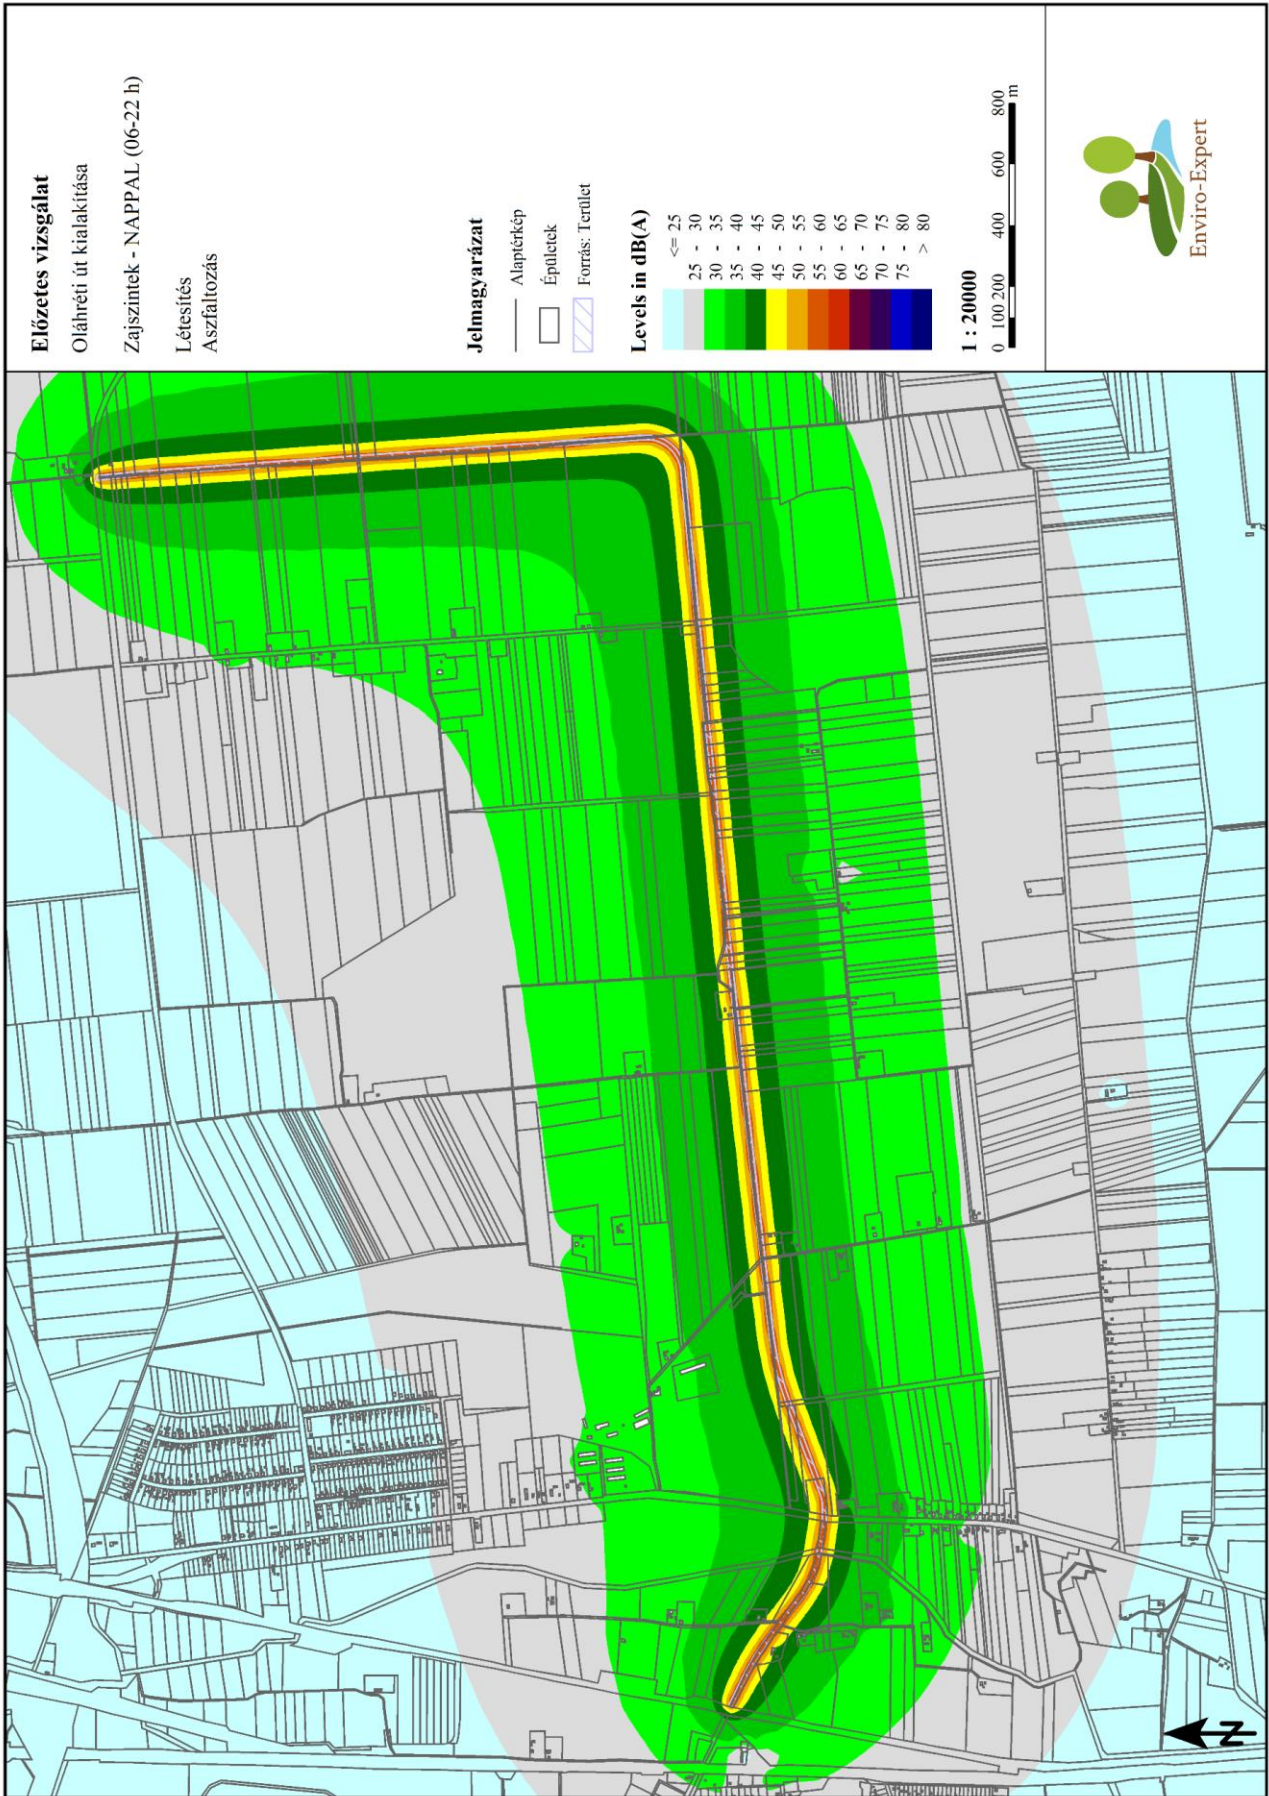 Előzetes vizsgálat
Oláhréti út kialakítása
Zajszintek - NAPPAL (06-22 h)
Létesítés
Aszfaltozás
Jelmagyarázat
Alaptérkép
Épületek
Forrás: Terület
Levels in dB(A)
<= 25
25 - 30
30 - 35
35 - 40
40 - 45
45 - 50
50 - 55
55 - 60
60 - 65
65 - 70
70 - 75
75 - 80
> 80
1 : 20000
0 100 200 400 600 800
m
Enviro-Expert
N